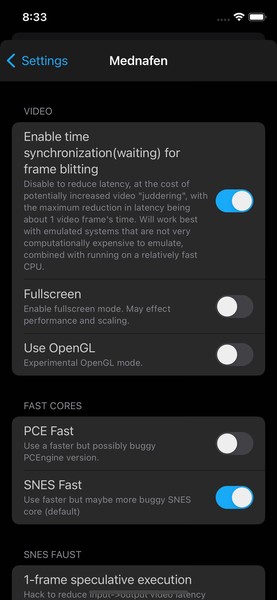 8:33
Settings
Mednafen
VIDEO
Enable time
synchronization(waiting) for
frame blitting
Disable to reduce latency, at the cost of
potentially increased video "juddering", with
the maximum reduction in latency being
about 1 video frame's time. Will work best
with emulated systems that are not very
computationally expensive to emulate,
combined with running on a relatively fast
CPU.
Fullscreen
Enable fullscreen mode. May effect
performance and scaling.
Use OpenGL
Experimental OpenGL mode.
FAST CORES
PCE Fast
Use a faster but possibly buggy
PCEngine version.
SNES Fast
Use faster but maybe more buggy SNES
core (default)
SNES FAUST
1-frame speculative execution
Hack to reduce input->output video latency